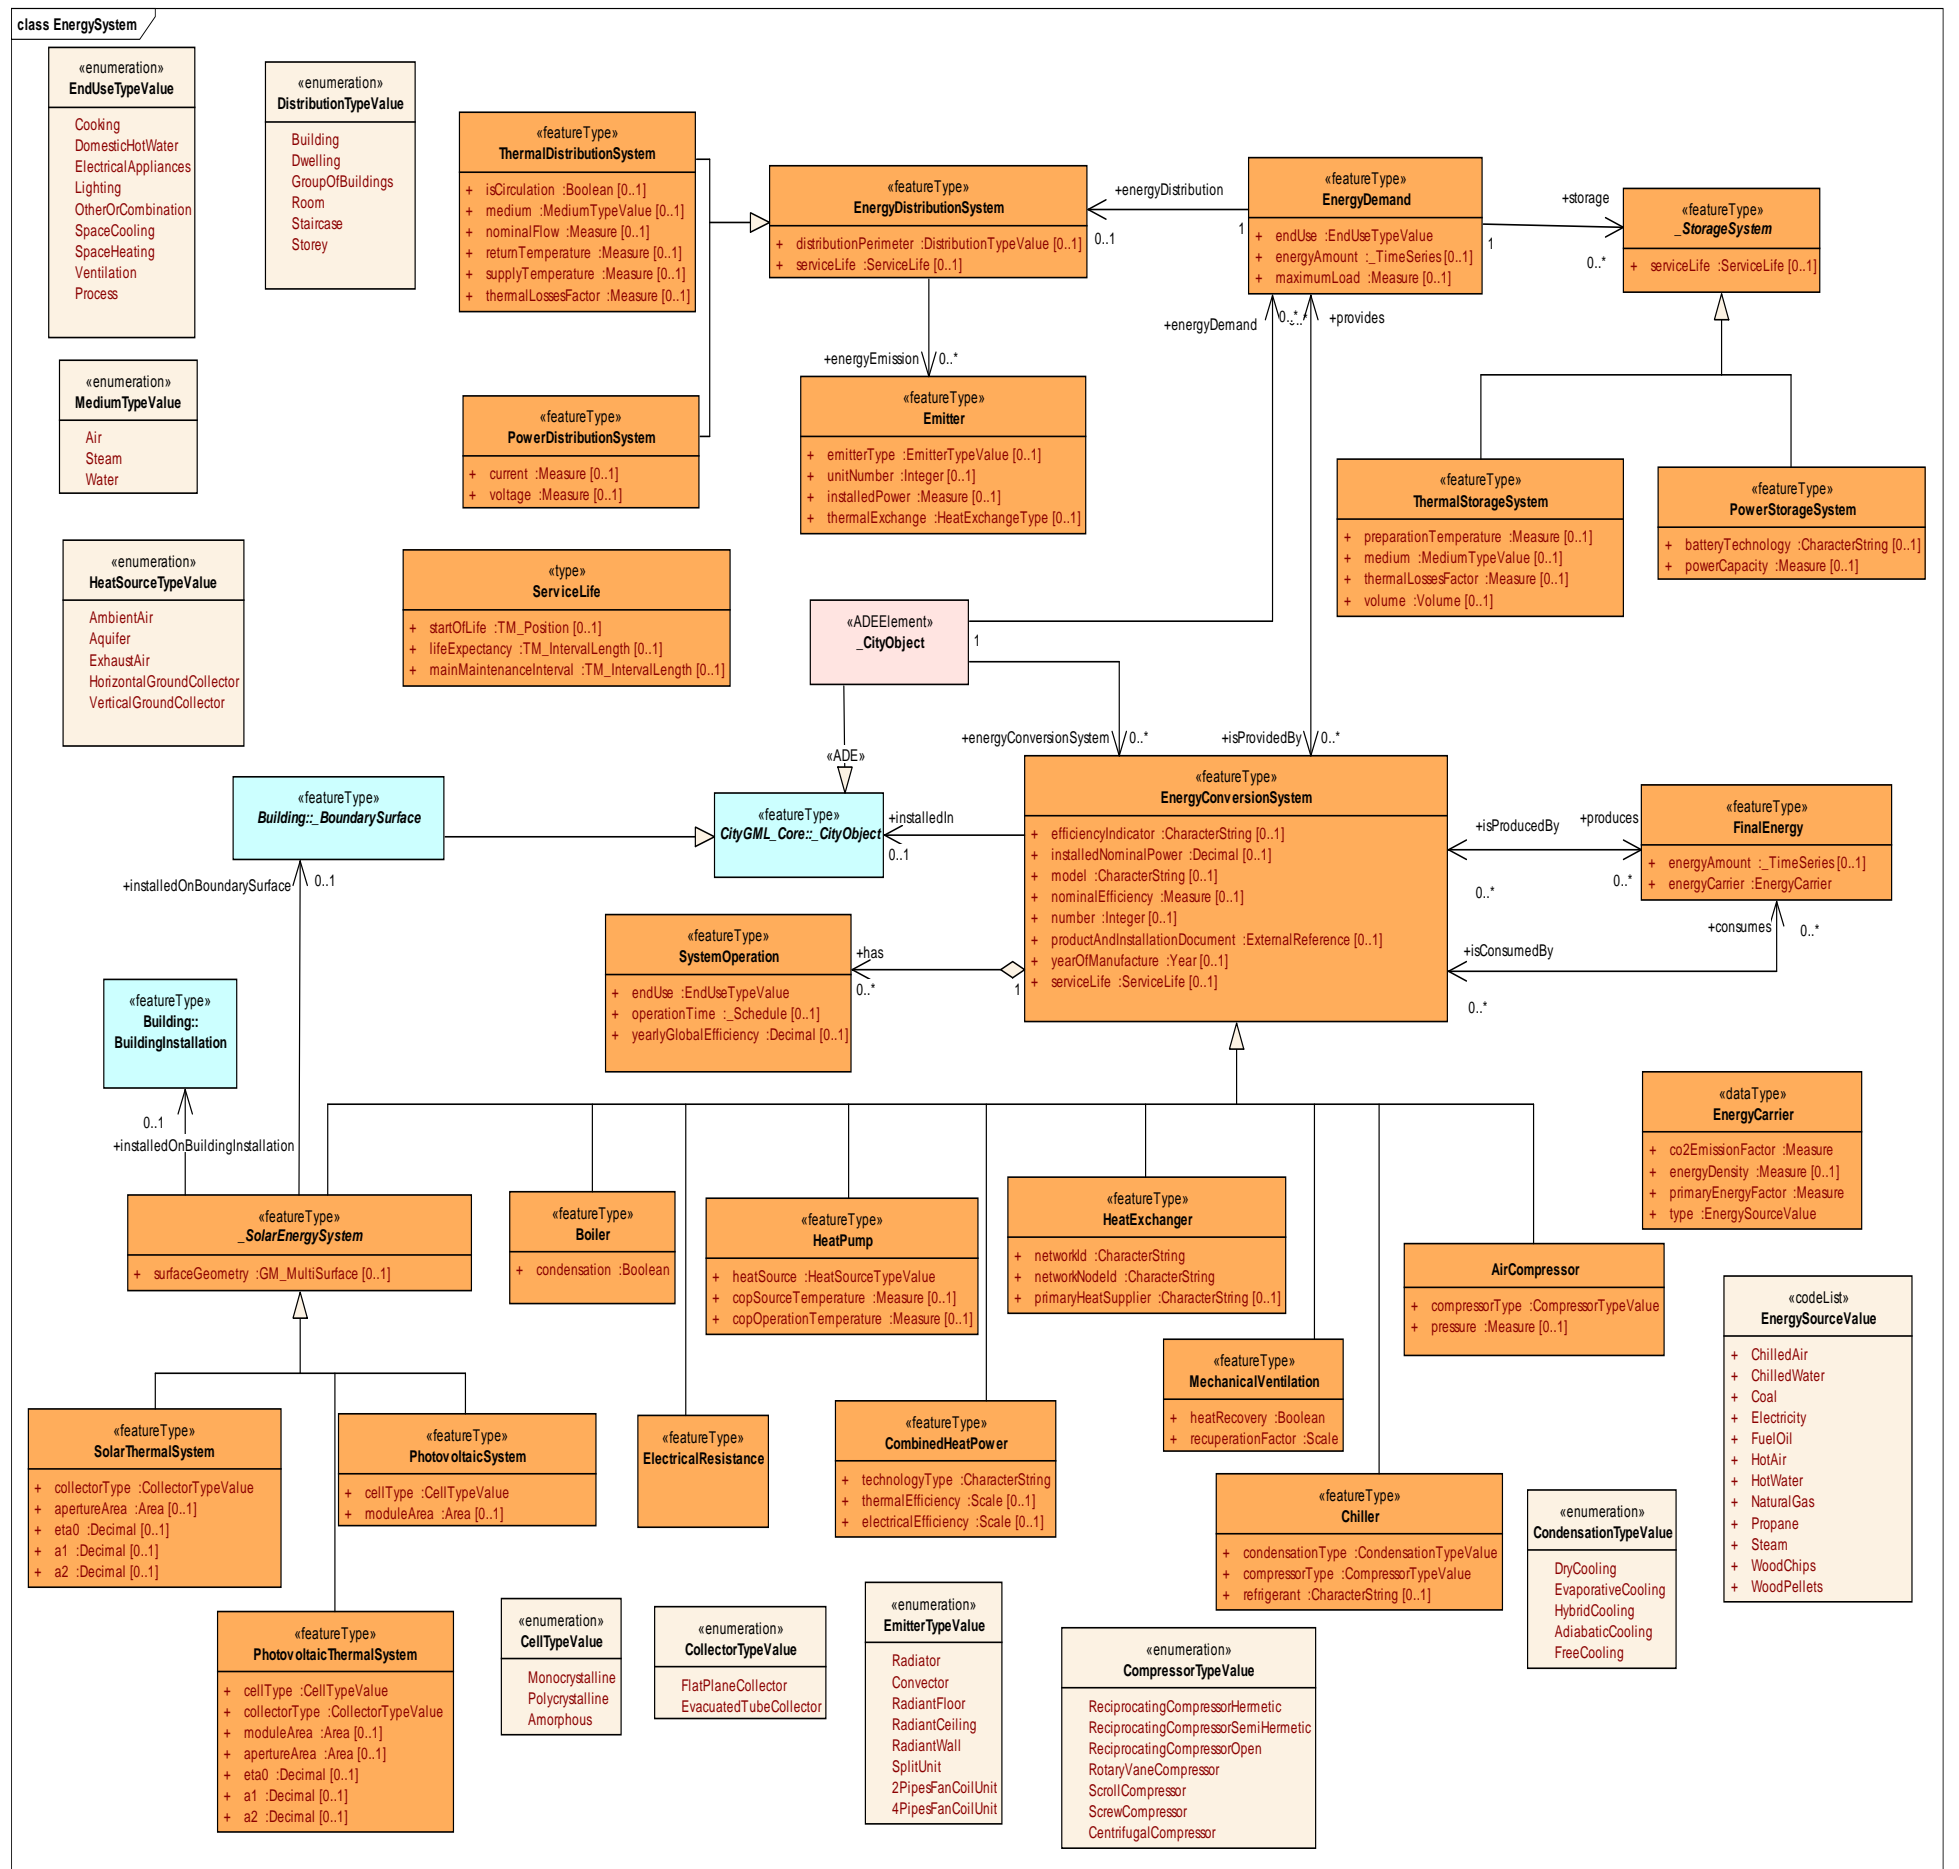 class EnergySystem
«enumeration»
EndUseTypeValue
Cooking
DomesticHotWater
ElectricalAppliances
Lighting
OtherOrCombination
SpaceCooling
SpaceHeating
Ventilation
Process
«enumeration»
DistributionTypeValue
Building
Dwelling
GroupOfBuildings
Room
Staircase
Storey
«featureType»
ThermalDistributionSystem
+ isCirculation :Boolean [0..1]
+ medium :MediumTypeValue [0..1]
+ nominalFlow :Measure [0..1]
+ returnTemperature :Measure [0..1]
+ supplyTemperature :Measure [0..1]
+ thermalLossesFactor :Measure [0..1]
«featureType»
EnergyDistributionSystem
+ distributionPerimeter :DistributionTypeValue [0..1]
+ serviceLife :ServiceLife [0..1]
+energyDistribution
0..1
1
«featureType»
EnergyDemand
+ endUse :EndUseTypeValue
+ energyAmount :_TimeSeries [0..1]
+ maximumLoad :Measure [0..1]
+storage
1
0..*
«featureType»
_StorageSystem
+ serviceLife :ServiceLife [0..1]
+energyDemand
0..*
+provides
+energyEmission
0..*
«enumeration»
MediumTypeValue
Air
Steam
Water
«featureType»
PowerDistributionSystem
+ current :Measure [0..1]
+ voltage :Measure [0..1]
«featureType»
Emitter
+ emitterType :EmitterTypeValue [0..1]
+ unitNumber :Integer [0..1]
+ installedPower :Measure [0..1]
+ thermalExchange :HeatExchangeType [0..1]
«featureType»
ThermalStorageSystem
+ preparationTemperature :Measure [0..1]
+ medium :MediumTypeValue [0..1]
+ thermalLossesFactor :Measure [0..1]
+ volume :Volume [0..1]
«featureType»
PowerStorageSystem
+ batteryTechnology :CharacterString [0..1]
+ powerCapacity :Measure [0..1]
«enumeration»
HeatSourceTypeValue
AmbientAir
Aquifer
ExhaustAir
HorizontalGroundCollector
VerticalGroundCollector
«type»
ServiceLife
+ startOfLife :TM_Position [0..1]
+ lifeExpectancy :TM_IntervalLength [0..1]
+ mainMaintenanceInterval :TM_IntervalLength [0..1]
«ADEElement»
_CityObject
1
+energyConversionSystem
0..*
+isProvidedBy
0..*
«ADE»
«featureType»
Building::_BoundarySurface
«featureType»
CityGML_Core::_CityObject
+installedIn
0..1
«featureType»
EnergyConversionSystem
+ efficiencyIndicator :CharacterString [0..1]
+ installedNominalPower :Decimal [0..1]
+ model :CharacterString [0..1]
+ nominalEfficiency :Measure [0..1]
+ number :Integer [0..1]
+ productAndInstallationDocument :ExternalReference [0..1]
+ yearOfManufacture :Year [0..1]
+ serviceLife :ServiceLife [0..1]
+isProducedBy
+produces
0..*
0..*
«featureType»
FinalEnergy
+ energyAmount :_TimeSeries [0..1]
+ energyCarrier :EnergyCarrier
+consumes
0..*
+isConsumedBy
0..*
+installedOnBoundarySurface
0..1
«featureType»
SystemOperation
+ endUse :EndUseTypeValue
+ operationTime :_Schedule [0..1]
+ yearlyGlobalEfficiency :Decimal [0..1]
+has
0..*
1
«featureType»
Building::
BuildingInstallation
0..1
+installedOnBuildingInstallation
«dataType»
EnergyCarrier
+ co2EmissionFactor :Measure
+ energyDensity :Measure [0..1]
+ primaryEnergyFactor :Measure
+ type :EnergySourceValue
«featureType»
_SolarEnergySystem
+ surfaceGeometry :GM_MultiSurface [0..1]
«featureType»
Boiler
+ condensation :Boolean
«featureType»
HeatPump
+ heatSource :HeatSourceTypeValue
+ copSourceTemperature :Measure [0..1]
+ copOperationTemperature :Measure [0..1]
«featureType»
HeatExchanger
+ networkId :CharacterString
+ networkNodeId :CharacterString
+ primaryHeatSupplier :CharacterString [0..1]
AirCompressor
+ compressorType :CompressorTypeValue
+ pressure :Measure [0..1]
«codeList»
EnergySourceValue
+ ChilledAir
+ ChilledWater
+ Coal
+ Electricity
+ FuelOil
+ HotAir
+ HotWater
+ NaturalGas
+ Propane
+ Steam
+ WoodChips
+ WoodPellets
«featureType»
MechanicalVentilation
+ heatRecovery :Boolean
+ recuperationFactor :Scale
«featureType»
SolarThermalSystem
+ collectorType :CollectorTypeValue
+ apertureArea :Area [0..1]
+ eta0 :Decimal [0..1]
+ a1 :Decimal [0..1]
+ a2 :Decimal [0..1]
«featureType»
PhotovoltaicSystem
+ cellType :CellTypeValue
+ moduleArea :Area [0..1]
«featureType»
ElectricalResistance
«featureType»
CombinedHeatPower
+ technologyType :CharacterString
+ thermalEfficiency :Scale [0..1]
+ electricalEfficiency :Scale [0..1]
«featureType»
Chiller
+ condensationType :CondensationTypeValue
+ compressorType :CompressorTypeValue
+ refrigerant :CharacterString [0..1]
«enumeration»
CondensationTypeValue
DryCooling
EvaporativeCooling
HybridCooling
AdiabaticCooling
FreeCooling
«featureType»
PhotovoltaicThermalSystem
+ cellType :CellTypeValue
+ collectorType :CollectorTypeValue
+ moduleArea :Area [0..1]
+ apertureArea :Area [0..1]
+ eta0 :Decimal [0..1]
+ a1 :Decimal [0..1]
+ a2 :Decimal [0..1]
«enumeration»
CellTypeValue
Monocrystalline
Polycrystalline
Amorphous
«enumeration»
CollectorTypeValue
FlatPlaneCollector
EvacuatedTubeCollector
«enumeration»
EmitterTypeValue
Radiator
Convector
RadiantFloor
RadiantCeiling
RadiantWall
SplitUnit
2PipesFanCoilUnit
4PipesFanCoilUnit
«enumeration»
CompressorTypeValue
ReciprocatingCompressorHermetic
ReciprocatingCompressorSemiHermetic
ReciprocatingCompressorOpen
RotaryVaneCompressor
ScrollCompressor
ScrewCompressor
CentrifugalCompressor